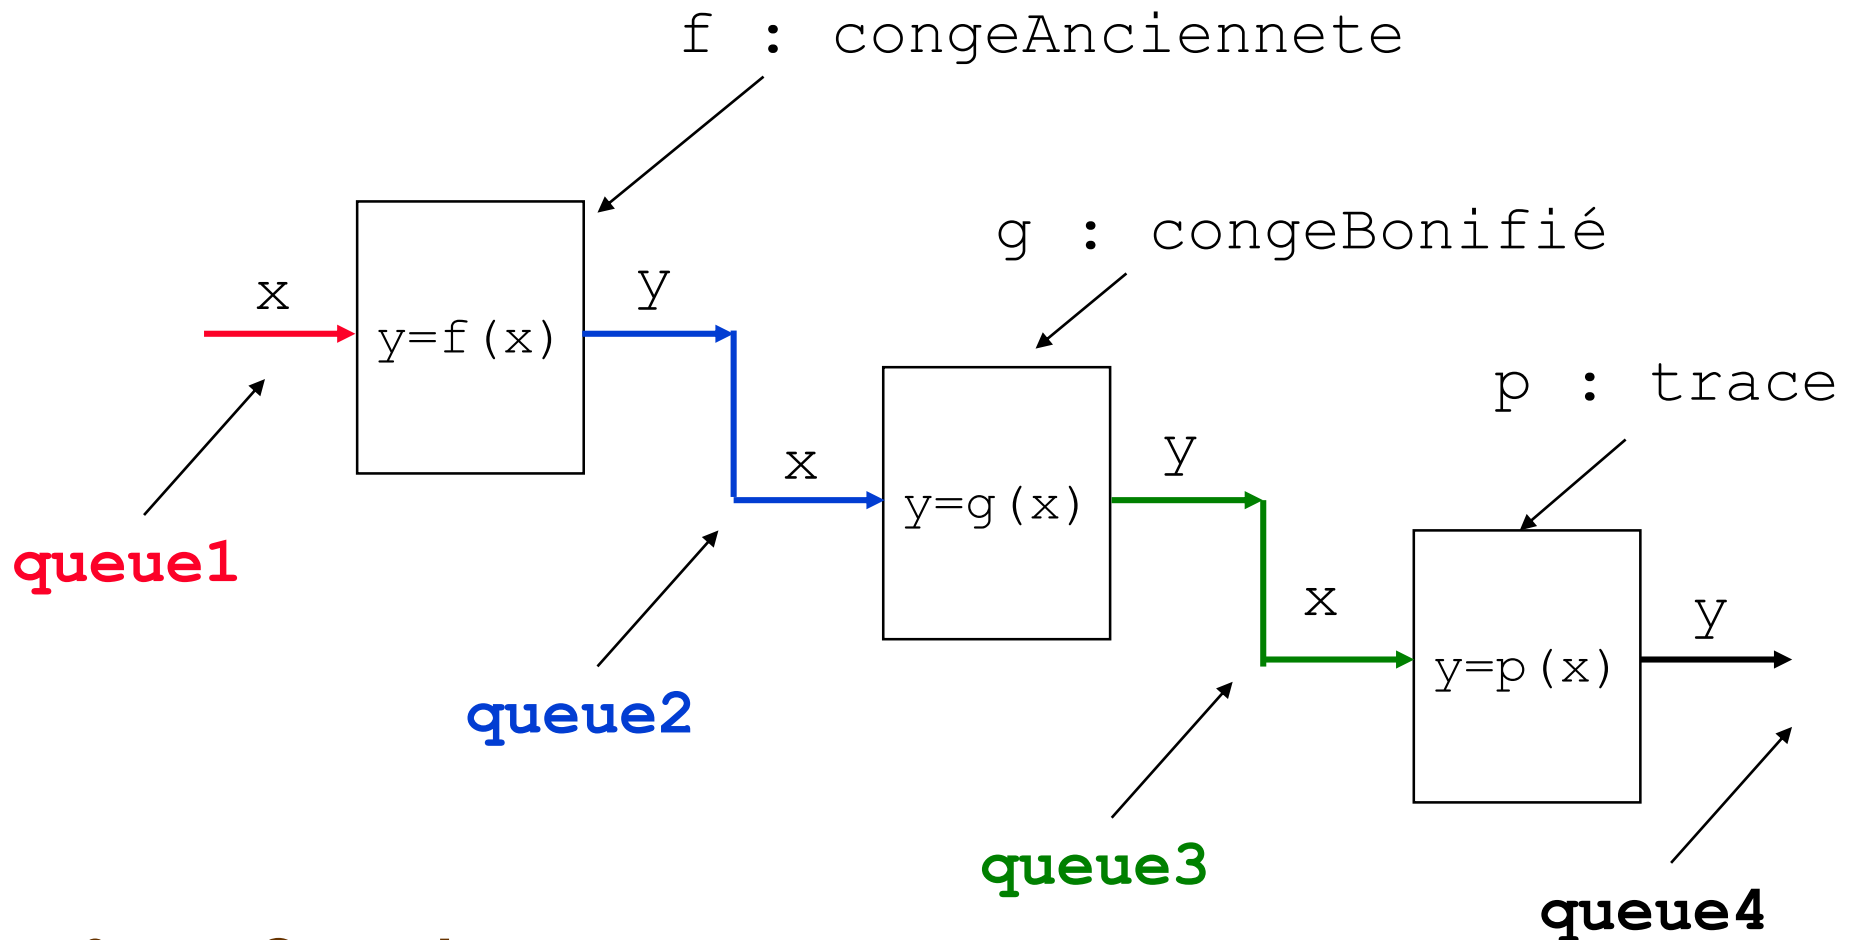 f : congeAnciennete
g : congeBonifié
x
y
y=f(x)
p : trace
x
y
y=g(x)
queue1
x
y
y=p(x)
queue2
queue3
queue4